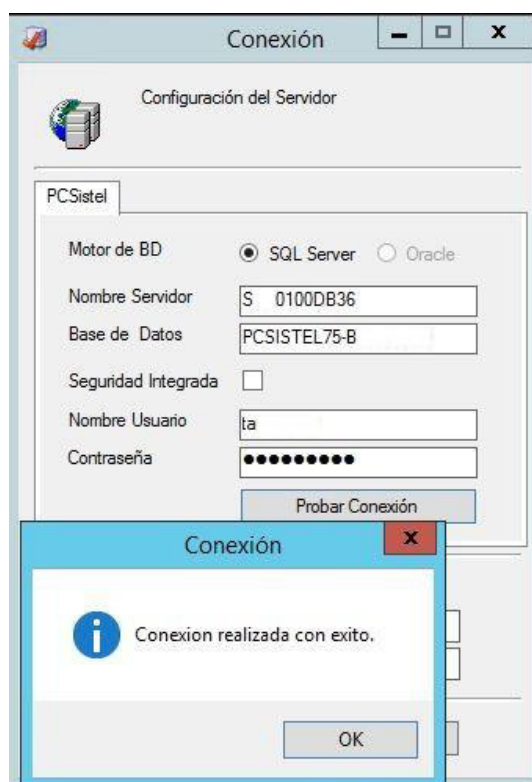 Conexión
Configuración del Servidor
PCSistel
Motor de BD SQL Server Oracle
Nombre Servidor S 0100DB36
Base de Datos PCSISTEL75-B
Seguridad Integrada
Nombre Usuario ta
Contraseña ●●●●●●●●●
Probar Conexión
Conexión
Conexion realizada con exito.
OK